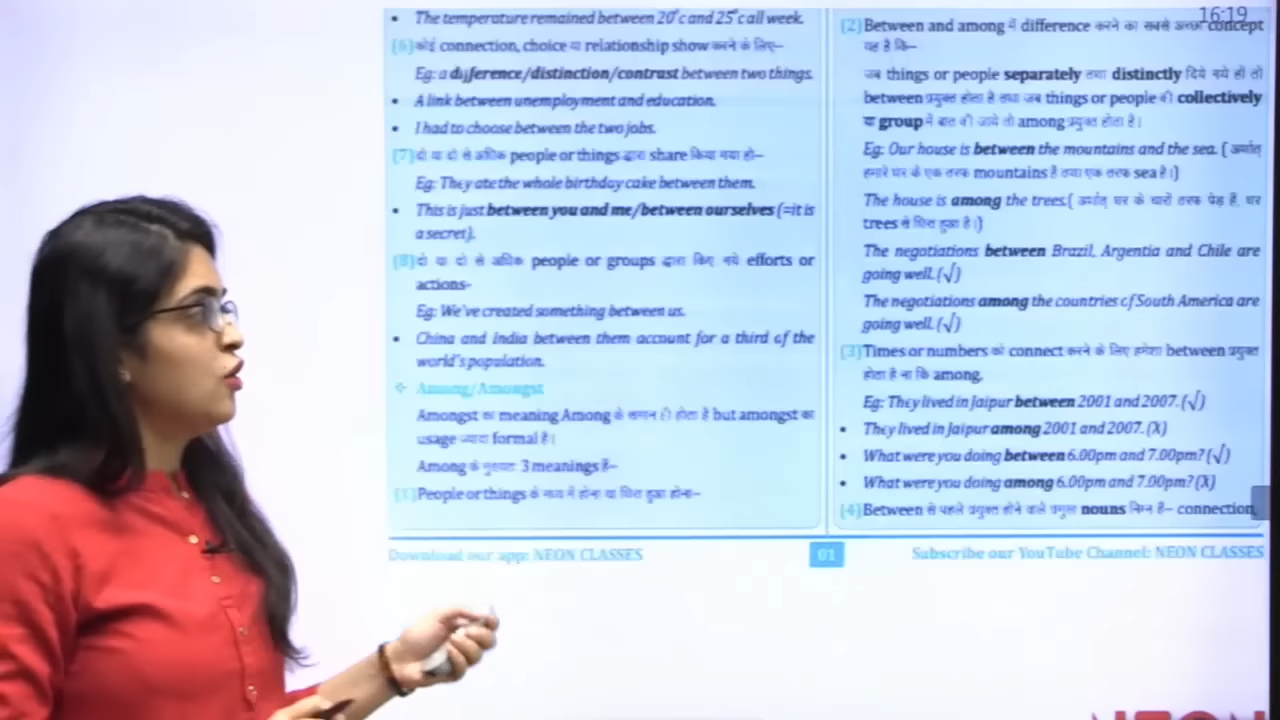 The temperature remained between 20°c and 25°c all week.
(6) कोई connection, choice या relationship show करने के लिए–
Eg: a difference/distinction/contrast between two things.
A link between unemployment and education.
I had to choose between the two jobs.
(7) दो या दो से अधिक people or things द्वारा share किया गया हो–
Eg: They ate the whole birthday cake between them.
This is just between you and me/between ourselves (=it is
a secret).
(8) दो या दो से अधिक people or groups द्वारा किए गये efforts or
actions-
Eg: We've created something between us.
China and India between them account for a third of the
world's population.
Among/Amongst
Amongst का meaning Among के समान ही होता है but amongst का
usage ज्यादा formal है।
Among के मुख्यतः 3 meanings हैं–
(1) People or things के मध्य में होना या घिरा हुआ होना–
16:19
(2) Between and among में difference करने का सबसे अच्छा concept
यह है कि–
जब things or people separately तथा distinctly दिये गये हों तो
between प्रयुक्त होता है तथा जब things or people की collectively
या group में बात की जाये तो among प्रयुक्त होता है।
Eg: Our house is between the mountains and the sea. ( अर्थात्
हमारे घर के एक तरफ mountains हैं तथा एक तरफ sea है।)
The house is among the trees.( अर्थात् घर के चारों तरफ पेड़ हैं, घर
trees से घिरा हुआ है।)
The negotiations between Brazil, Argentia and Chile are
going well. (√)
The negotiations among the countries of South America are
going well. (√)
(3) Times or numbers को connect करने के लिए हमेशा between प्रयुक्त
होता है ना कि among.
Eg: They lived in Jaipur between 2001 and 2007. (√)
They lived in Jaipur among 2001 and 2007. (X)
What were you doing between 6.00pm and 7.00pm? (√)
What were you doing among 6.00pm and 7.00pm? (X)
(4) Between से पहले प्रयुक्त होने वाले प्रमुख nouns निम्न हैं– connection,
Download our app: NEON CLASSES
01
Subscribe our YouTube Channel: NEON CLASSES
NEON